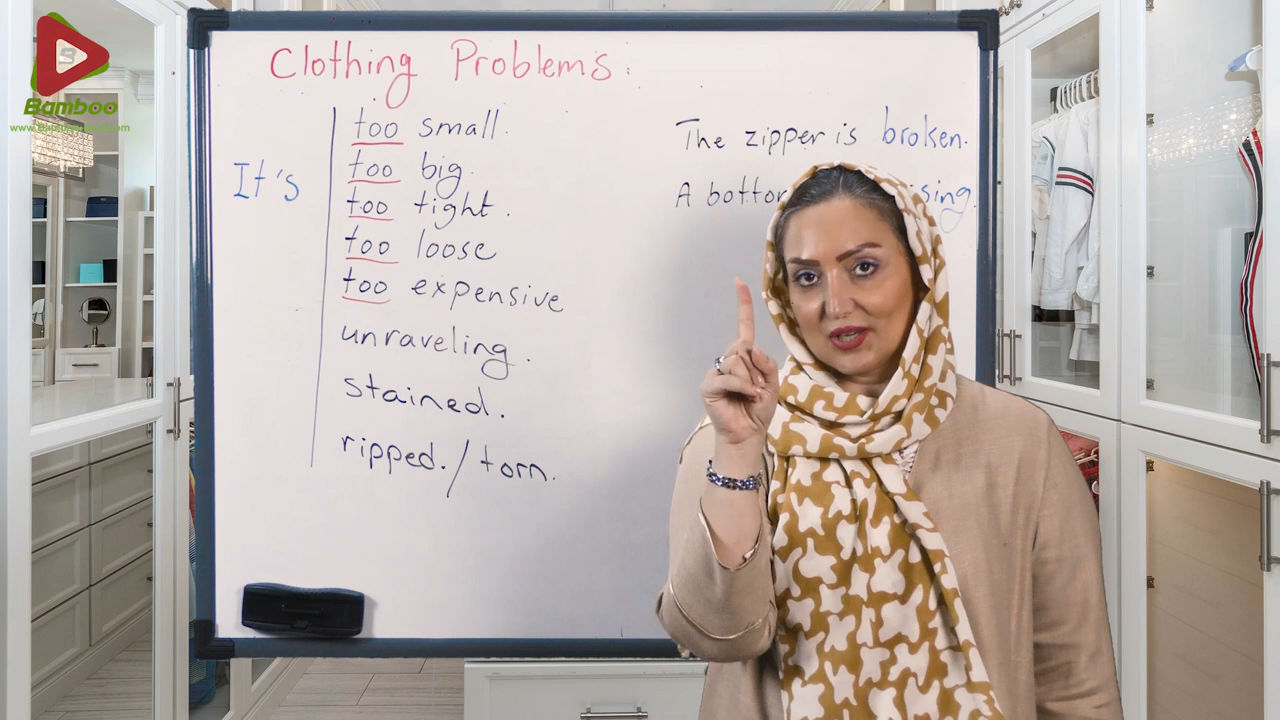 Bamboo
Clothing Problems:
It's
too small.
too big.
too tight.
too loose
too expensive
unraveling.
stained.
ripped./torn.
The zipper is broken.
A